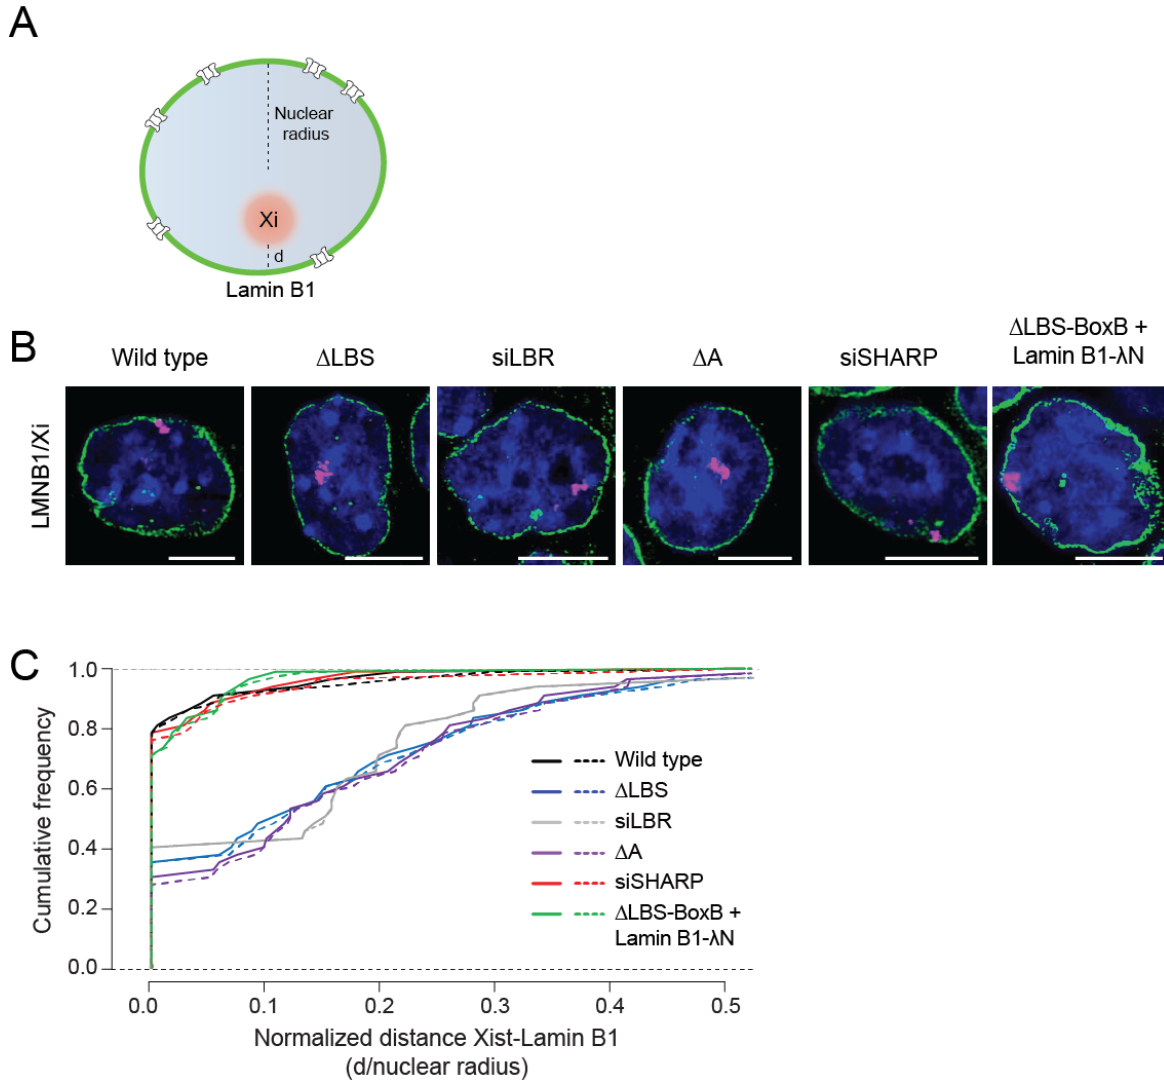 A
Nuclear
radius
Xi
d
Lamin B1
B
Wild type
ΔLBS
siLBR
ΔA
siSHARP
ΔLBS-BoxB +
Lamin B1-λN
LMNB1/Xi
C
Cumulative frequency
1.0
0.8
0.6
0.4
0.2
0.0
Wild type
ΔLBS
siLBR
ΔA
siSHARP
ΔLBS-BoxB +
Lamin B1-λN
0.0 0.1 0.2 0.3 0.4 0.5
Normalized distance Xist-Lamin B1
(d/nuclear radius)